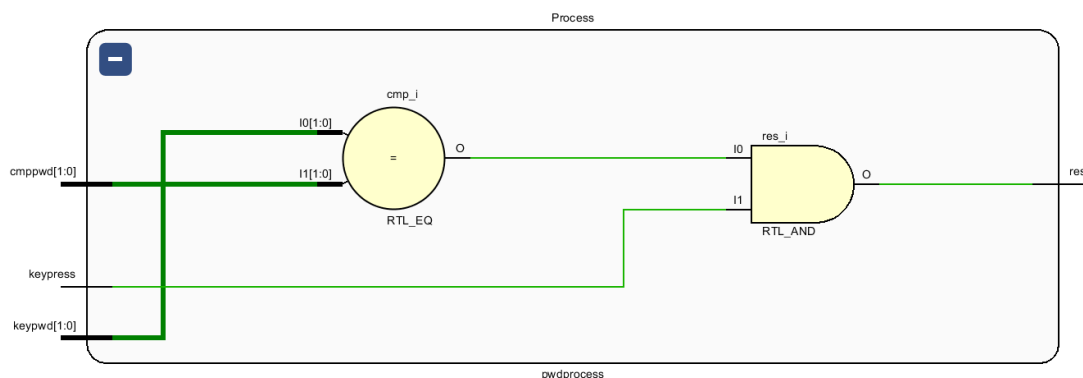 Process
cmp_i
I0[1:0]
I1[1:0]
=
O
RTL_EQ
res_i
I0
I1
O
RTL_AND
cmppwd[1:0]
keypress
keypwd[1:0]
res
pwdprocess